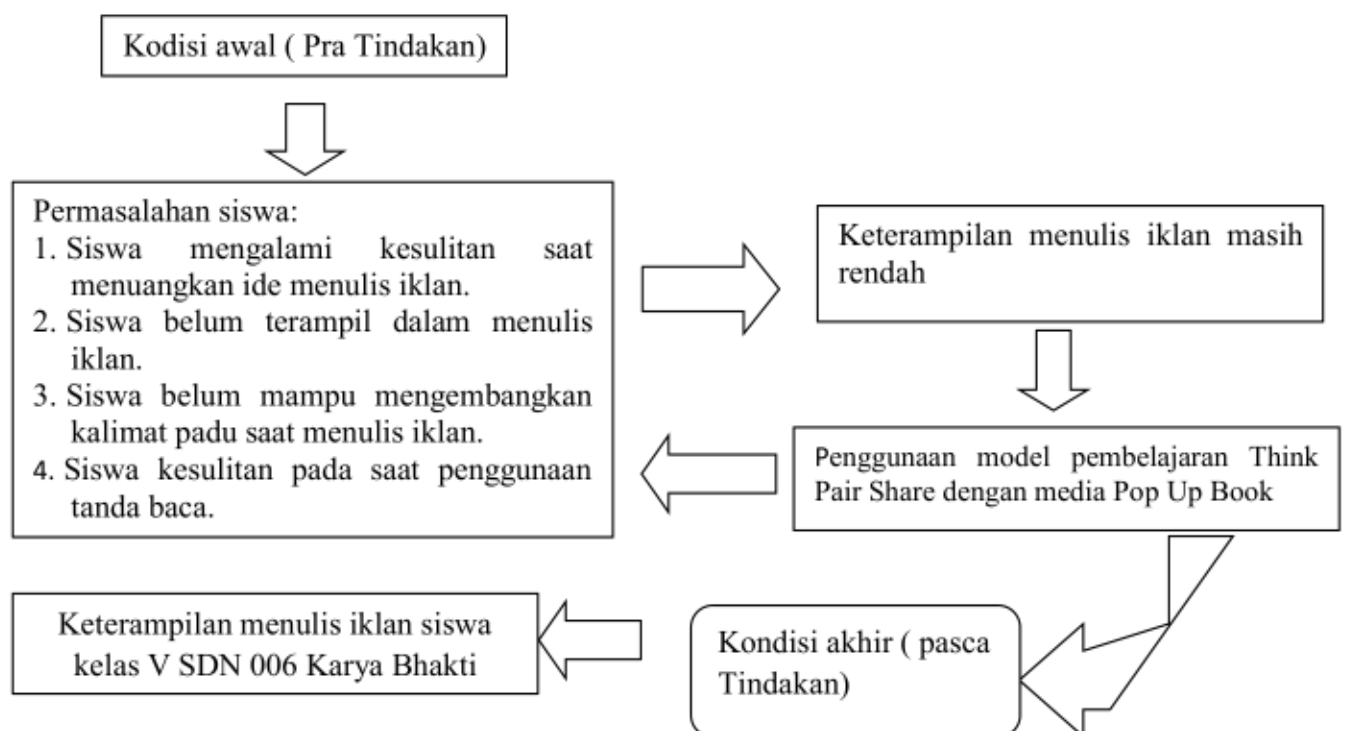 Kodisi awal ( Pra Tindakan)
Permasalahan siswa:
1. Siswa mengalami kesulitan saat
menuangkan ide menulis iklan.
2. Siswa belum terampil dalam menulis
iklan.
3. Siswa belum mampu mengembangkan
kalimat padu saat menulis iklan.
4. Siswa kesulitan pada saat penggunaan
tanda baca.
Keterampilan menulis iklan masih
rendah
Penggunaan model pembelajaran Think
Pair Share dengan media Pop Up Book
Kondisi akhir ( pasca
Tindakan)
Keterampilan menulis iklan siswa
kelas V SDN 006 Karya Bhakti